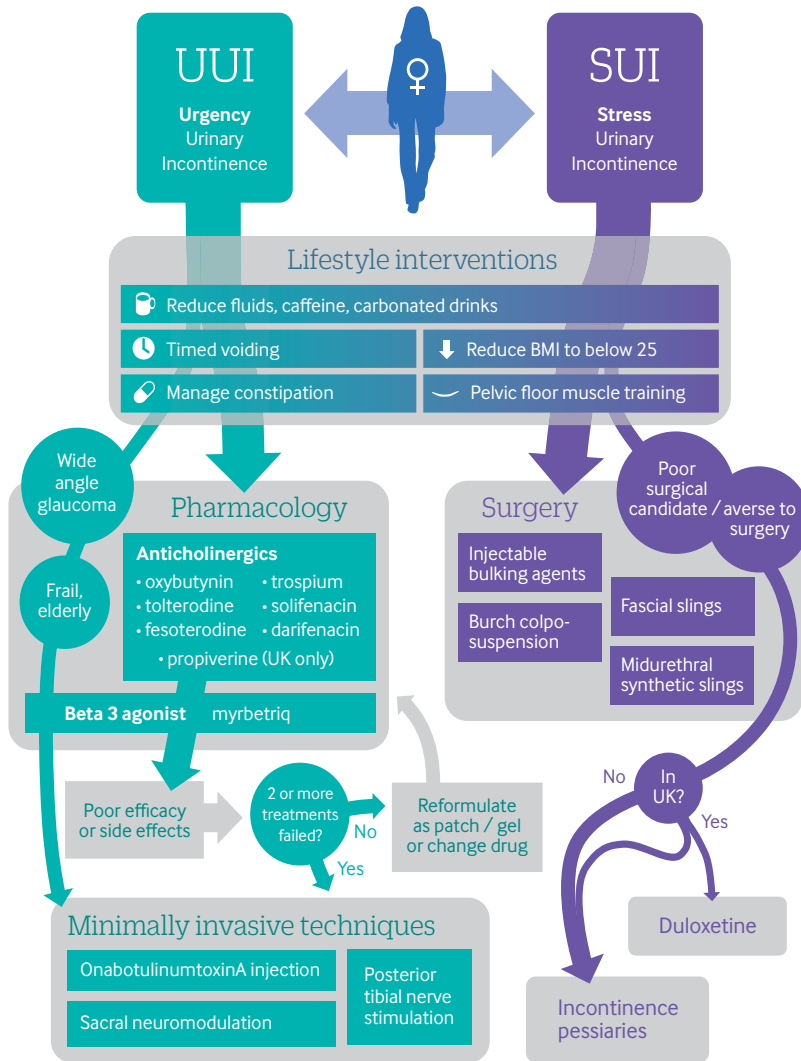 UUI
Urgency
Urinary
Incontinence
SUI
Stress
Urinary
Incontinence
Lifestyle interventions
Reduce fluids, caffeine, carbonated drinks
Timed voiding
Reduce BMI to below 25
Manage constipation
Pelvic floor muscle training
Wide
angle
glaucoma
Frail,
elderly
Pharmacology
Anticholinergics
• oxybutynin
• tolterodine
• fesoterodine
• trospium
• solifenacin
• darifenacin
• propiverine (UK only)
Beta 3 agonist myrbetriq
Poor efficacy
or side effects
2 or more
treatments
failed?
No
Yes
Reformulate
as patch / gel
or change drug
Minimally invasive techniques
OnabotulinumtoxinA injection
Sacral neuromodulation
Posterior
tibial nerve
stimulation
Surgery
Poor
surgical
candidate /
averse to
surgery
Injectable
bulking agents
Burch colpo-
suspension
Fascial slings
Midurethral
synthetic slings
In
UK?
No
Yes
Duloxetine
Incontinence
pessiaries